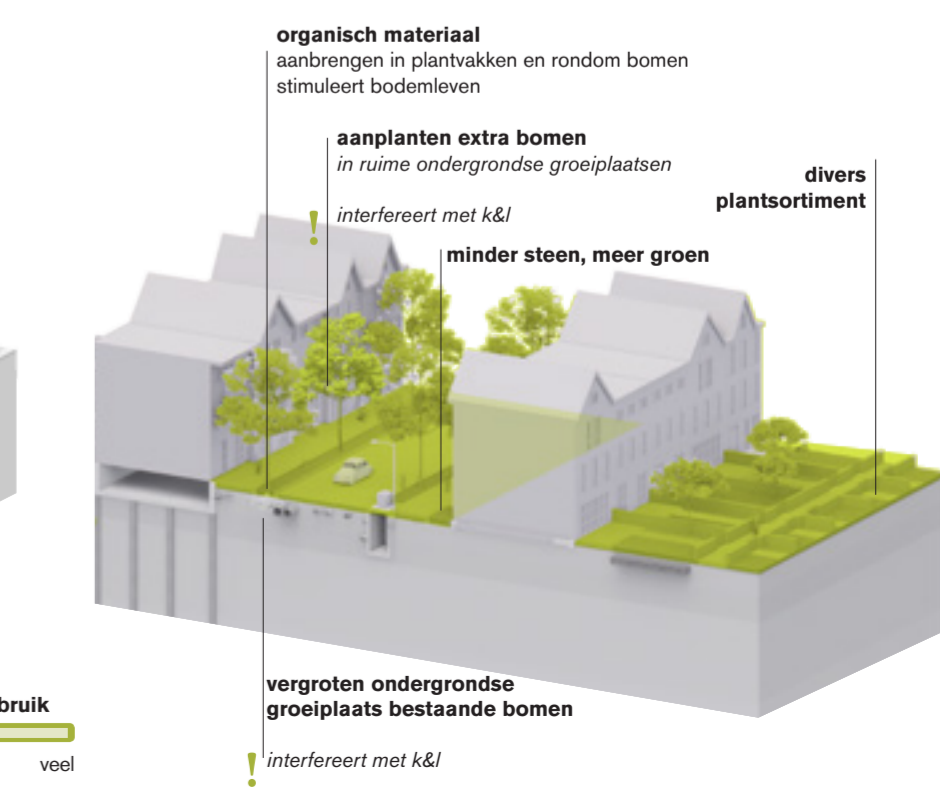 organisch materiaal
aanbrengen in plantvakken en rondom bomen
stimuleert bodemleven
aanplanten extra bomen
in ruime ondergrondse groeiplaatsen
! interfereert met k&l
divers
plantsortiment
minder steen, meer groen
vergroten ondergrondse
groeiplaats bestaande bomen
bruik
veel
! interfereert met k&l